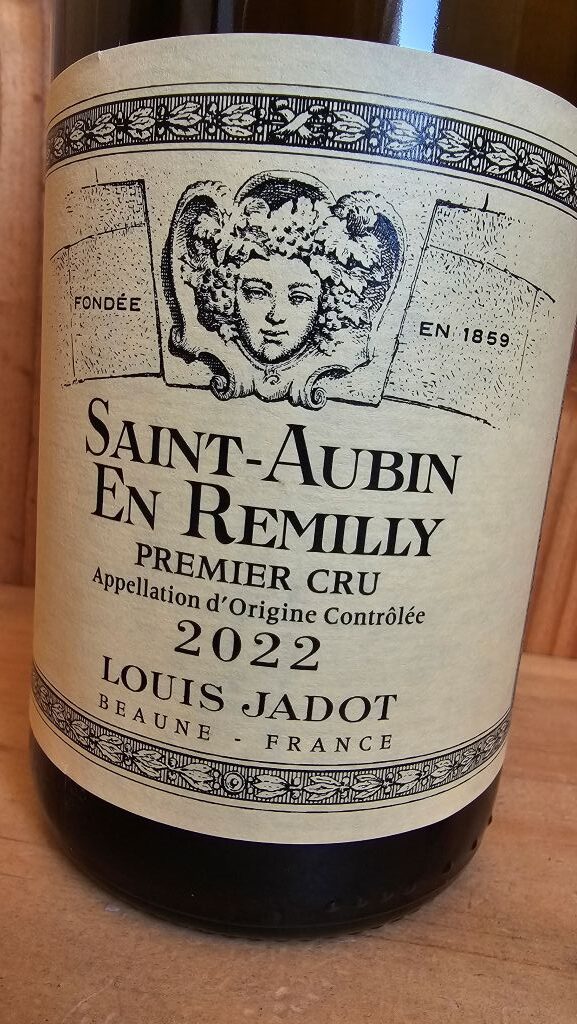 FONDÉE
EN 1859
SAINT-AUBIN
EN REMILLY
PREMIER CRU
Appellation d'Origine Contrôlée
2022
LOUIS JADOT
BEAUNE - FRANCE